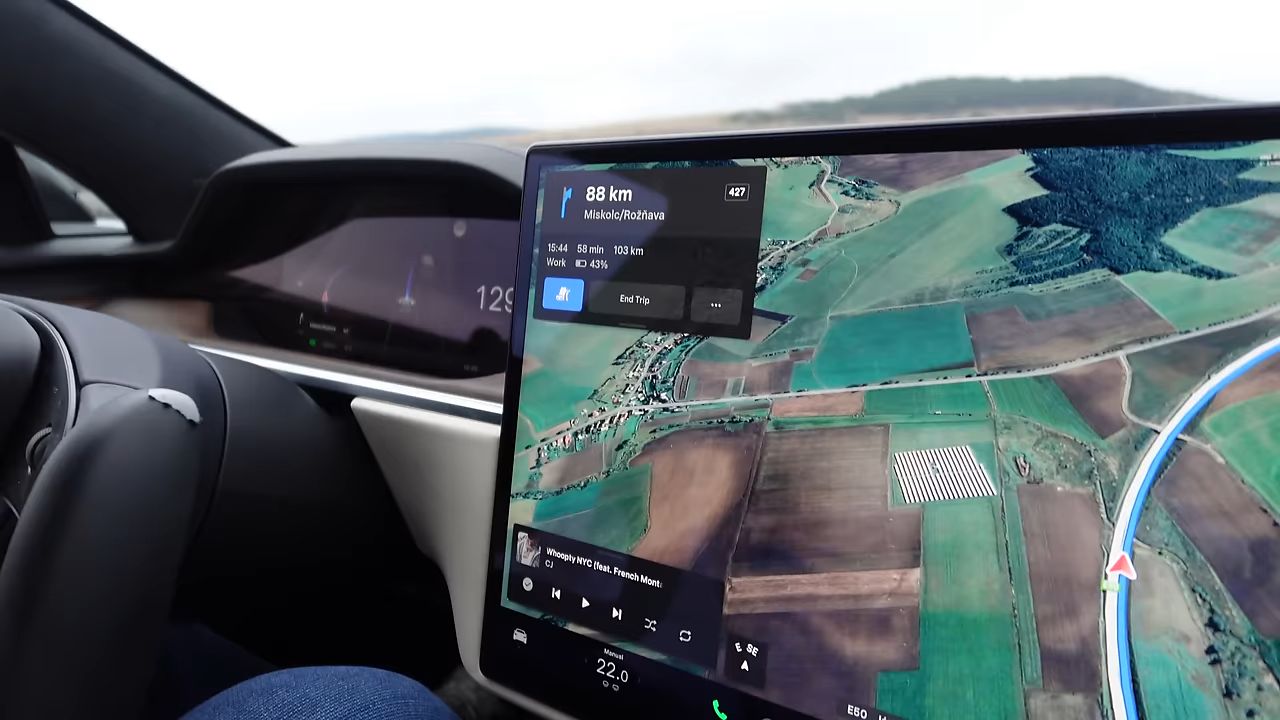 88 km
427
Miskolc/Rožňava
15:44 58 min 103 km
Work 43%
End Trip
...
129
Whoopty NYC (feat. French Mont
CJ
E SE
Manual
22.0
E50